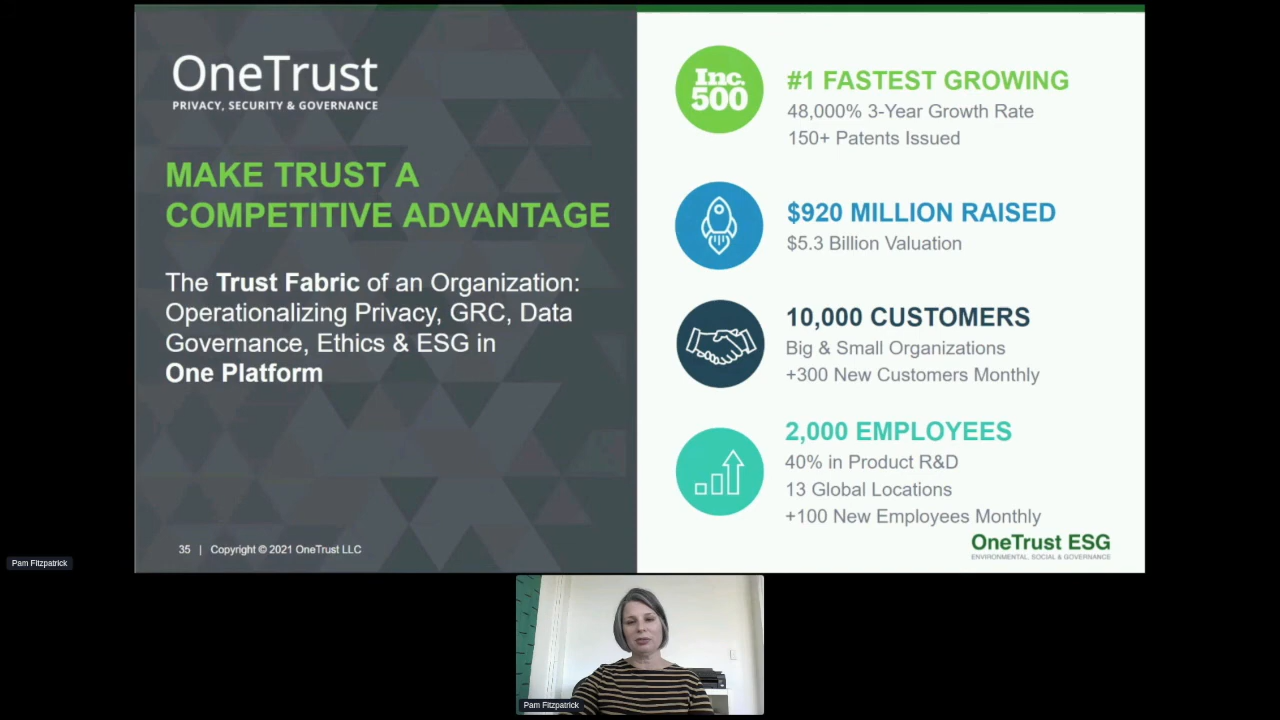 OneTrust
PRIVACY, SECURITY & GOVERNANCE
MAKE TRUST A
COMPETITIVE ADVANTAGE
The Trust Fabric of an Organization:
Operationalizing Privacy, GRC, Data
Governance, Ethics & ESG in
One Platform
35 | Copyright © 2021 OneTrust LLC
Inc.
500
#1 FASTEST GROWING
48,000% 3-Year Growth Rate
150+ Patents Issued
$920 MILLION RAISED
$5.3 Billion Valuation
10,000 CUSTOMERS
Big & Small Organizations
+300 New Customers Monthly
2,000 EMPLOYEES
40% in Product R&D
13 Global Locations
+100 New Employees Monthly
OneTrust ESG
ENVIRONMENTAL, SOCIAL & GOVERNANCE
Pam Fitzpatrick
Pam Fitzpatrick